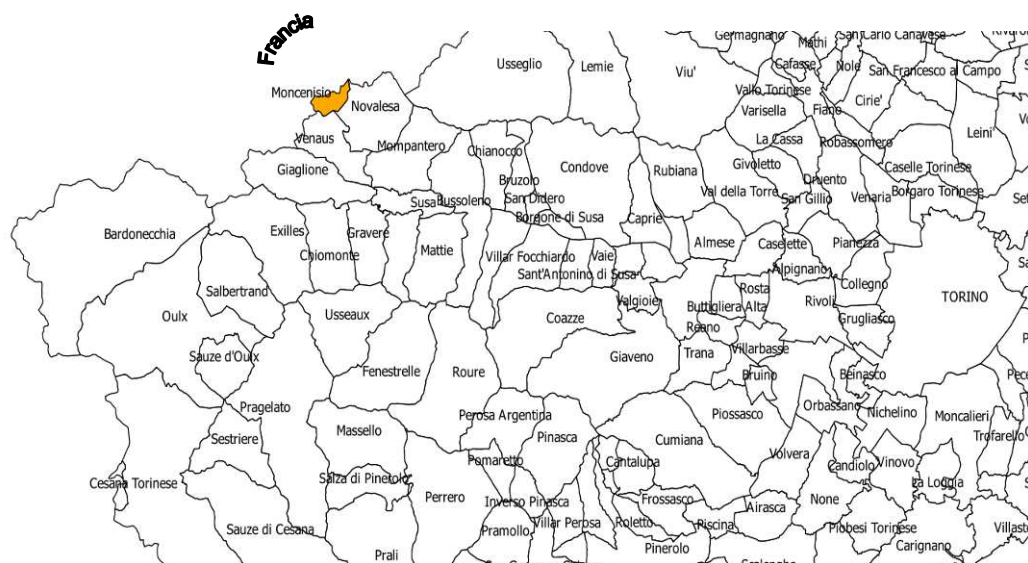 Francia
Germagnano
San Carlo Canavese
Mathi
Usseglio
Lemie
Viu'
Cafasse
Nole
San Francesco al Campo
Moncenisio
Novalesa
Vallo Torinese
Varisella
Fiano
Cirie'
Leini'
Venaus
Mompantero
Chianocco
La Cassa
Robassomero
Giaglione
Bruzolo
Condove
Rubiana
Givoletto
Caselle Torinese
Druento
Susa
Bussoleno
San Didero
Val della Torre
San Gillio
Venaria
Borgaro Torinese
Borgone di Susa
Caprie
Bardonecchia
Exilles
Gravere
Chiomonte
Mattie
Villar Focchiardo
Vaie
Almese
Caselette
Pianezza
Sant'Antonino di Susa
Alpignano
Salbertrand
Collegno
Rosta
TORINO
Valgioie
Buttigliera Alta
Rivoli
Oulx
Usseaux
Coazze
Grugliasco
Reano
Sauze d'Oulx
Giaveno
Trana
Villarbasse
Fenestrelle
Roure
Bruino
Beinasco
Pragelato
Perosa Argentina
Piossasco
Orbassano
Nichelino
Moncalieri
Massello
Sestriere
Pinasca
Cumiana
Trofarello
Volvera
Pomaretto
Cantalupa
Candiolo
Vinovo
Cesana Torinese
Salza di Pinerolo
Perrero
La Loggia
Inverso Pinasca
Frossasco
None
Airasca
Sauze di Cesana
Pramollo
Villar Perosa
Roletto
Piscina
Piobesi Torinese
Prali
Pinerolo
Carignano